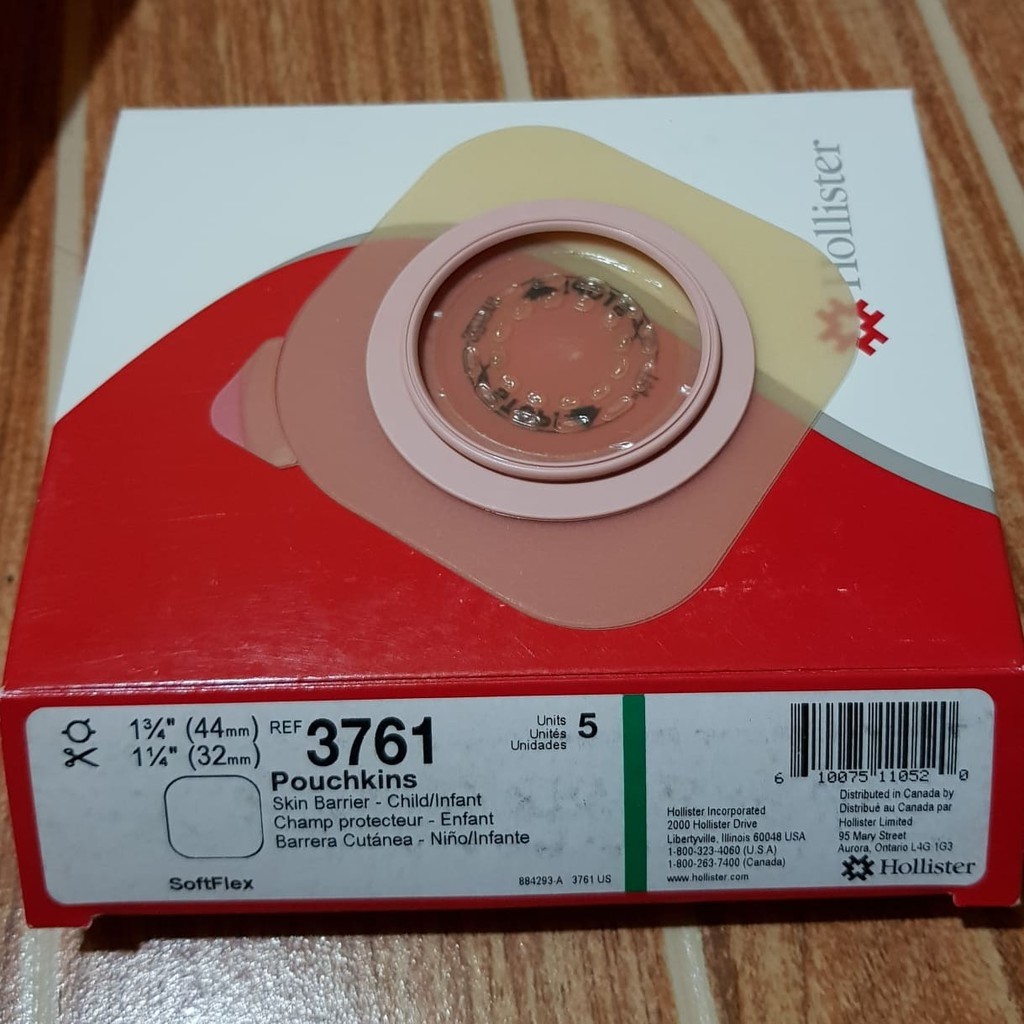 Hollister
1¾" (44mm)
1¼" (32mm)
REF 3761
Units
Unités
Unidades
5
Pouchkins
Skin Barrier - Child/Infant
Champ protecteur - Enfant
Barrera Cutánea - Niño/Infante
SoftFlex
884293-A 3761 US
Hollister Incorporated
2000 Hollister Drive
Libertyville, Illinois 60048 USA
1-800-323-4060 (U.S.A)
1-800-263-7400 (Canada)
www.hollister.com
6 10075 11052 0
Distributed in Canada by
Distribué au Canada par
Hollister Limited
95 Mary Street
Aurora, Ontario L4G 1G3
Hollister